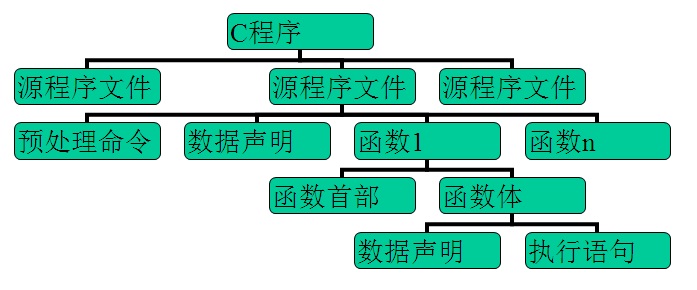 C程序
源程序文件
源程序文件
源程序文件
预处理命令
数据声明
函数1
函数n
函数首部
函数体
数据声明
执行语句